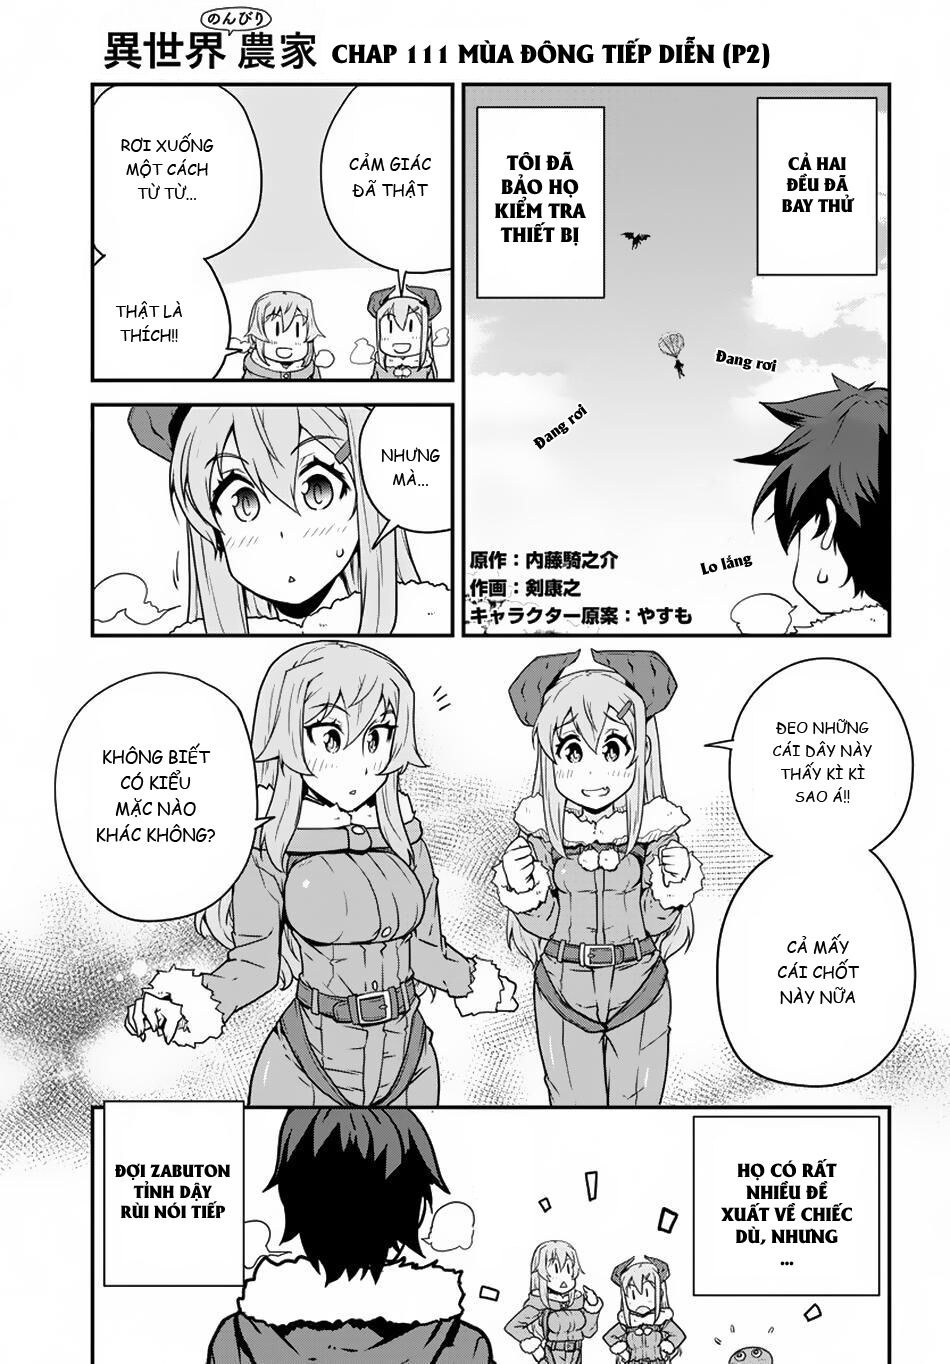 のんびり
異世界 農家 CHAP 111 MÙA ĐÔNG TIẾP DIỄN (P2)
CẢ HAI
ĐỀU ĐÃ
BAY THỬ
TÔI ĐÃ
BẢO HỌ
KIỂM TRA
THIẾT BỊ
Đang rơi
Đang rơi
Lo lắng
原作：内藤騎之介
作画：剣康之
キャラクター原案：やすも
CẢM GIÁC
ĐÃ THẬT
RƠI XUỐNG
MỘT CÁCH
TỪ TỪ...
THẬT LÀ
THÍCH!!
NHƯNG
MÀ...
ĐEO NHỮNG
CÁI DÂY NÀY
THẤY KÌ KÌ
SAO Á!!
CẢ MẤY
CÁI CHỐT
NÀY NỮA
KHÔNG BIẾT
CÓ KIỂU
MẶC NÀO
KHÁC KHÔNG?
HỌ CÓ RẤT
NHIỀU ĐỀ
XUẤT VỀ CHIẾC
DÙ, NHƯNG
...
ĐỢI ZABUTON
TỈNH DẬY
RÙI NÓI TIẾP